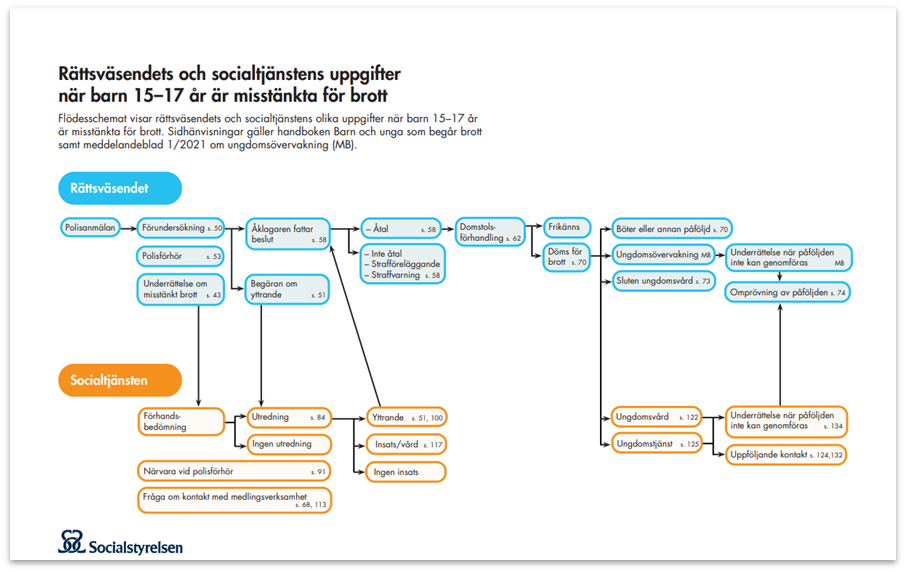 Rättsväsendets och socialtjänstens uppgifter
när barn 15–17 år är misstänkta för brott
Flödesschemat visar rättsväsendets och socialtjänstens olika uppgifter när barn 15–17 år
är misstänkta för brott. Sidhänvisningar gäller handboken Barn och unga som begår brott
samt meddelandeblad 1/2021 om ungdomsövervakning (MB).
Rättsväsendet
Polisanmälan
Förundersökning s. 50
Polisförhör s. 53
Underrättelse om
misstänkt brott s. 43
Åklagaren fattar
beslut s. 58
Begäran om
yttrande s. 51
– Åtal s. 58
– Inte åtal
– Strafföreläggande
– Straffvarning s. 58
Domstols-
förhandling s. 62
Frikänns
Döms för
brott s. 70
Böter eller annan påföljd s. 70
Ungdomsövervakning MB
Sluten ungdomsvård s. 73
Underrättelse när påföljden
inte kan genomföras MB
Omprövning av påföljden s. 74
Socialtjänsten
Förhands-
bedömning
Utredning s. 84
Ingen utredning
Närvara vid polisförhör s. 91
Fråga om kontakt med medlingsverksamhet
s. 68, 113
Yttrande s. 51, 100
Insats/vård s. 117
Ingen insats
Ungdomsvård s. 122
Ungdomstjänst s. 125
Underrättelse när påföljden
inte kan genomföras s. 134
Uppföljande kontakt s. 124,132
Socialstyrelsen